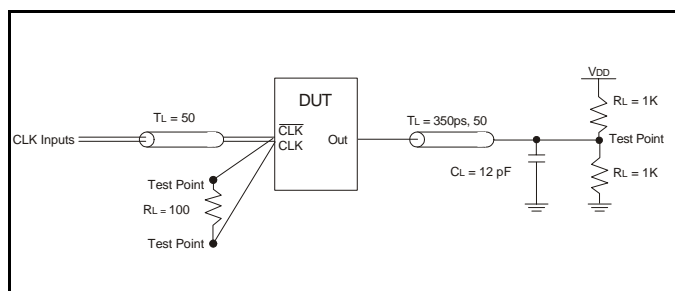 VDD
RL = 1K
DUT
TL = 50
TL = 350ps, 50
CLK
CLK Inputs
CLK
Out
Test Point
Test Point
CL = 12 pF
RL = 1K
RL = 100
Test Point